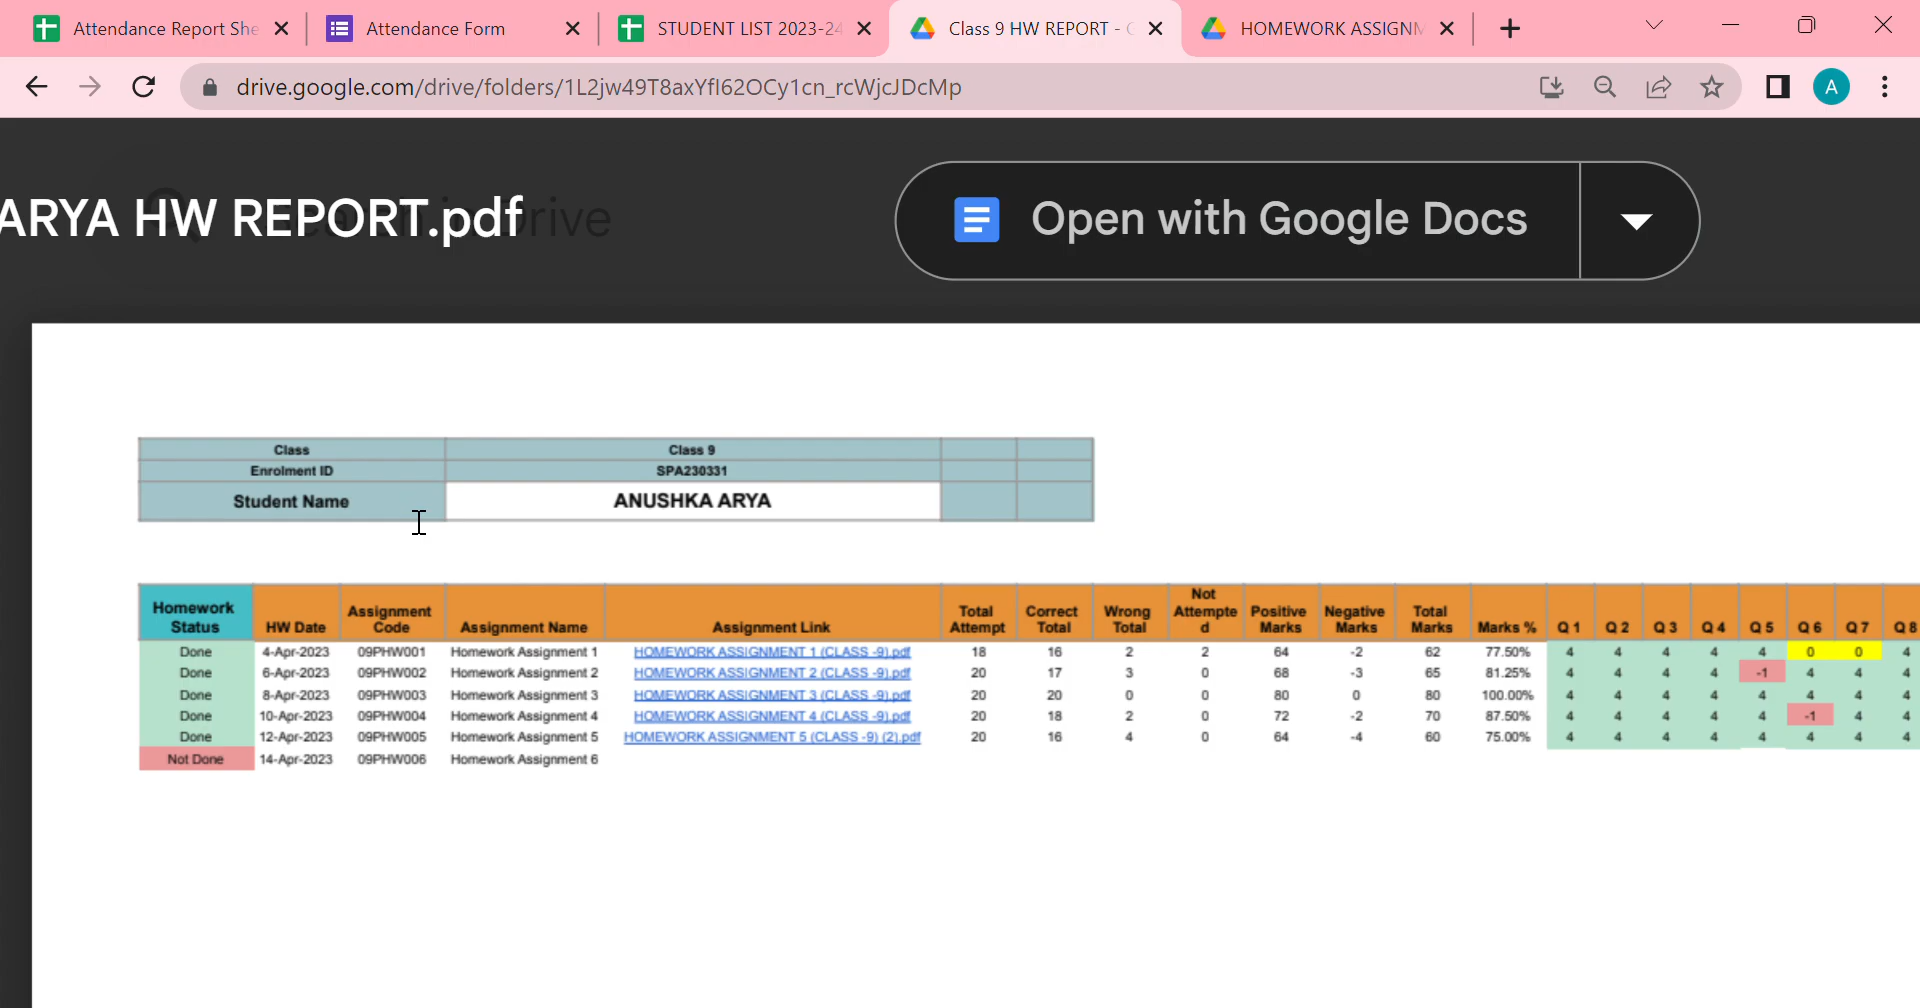 Attendance Report She
Attendance Form
STUDENT LIST 2023-24
Class 9 HW REPORT -
HOMEWORK ASSIGNM
drive.google.com/drive/folders/1L2jw49T8axYfI62OCy1cn_rcWjcJDcMp
A
ARYA HW REPORT.pdf
Drive
Open with Google Docs
Class Class 9
Enrolment ID SPA230331
Student Name ANUSHKA ARYA
Homework Status HW Date Assignment Code Assignment Name Assignment Link Total Attempt Correct Total Wrong Total Not Attempte d Positive Marks Negative Marks Total Marks Marks % Q 1 Q 2 Q 3 Q 4 Q 5 Q 6 Q 7 Q 8
Done 4-Apr-2023 09PHW001 Homework Assignment 1 HOMEWORK ASSIGNMENT 1 (CLASS -9).pdf 18 16 2 2 64 -2 62 77.50% 4 4 4 4 4 0 0 4
Done 6-Apr-2023 09PHW002 Homework Assignment 2 HOMEWORK ASSIGNMENT 2 (CLASS -9).pdf 20 17 3 0 68 -3 65 81.25% 4 4 4 4 -1 4 4 4
Done 8-Apr-2023 09PHW003 Homework Assignment 3 HOMEWORK ASSIGNMENT 3 (CLASS -9).pdf 20 20 0 0 80 0 80 100.00% 4 4 4 4 4 4 4 4
Done 10-Apr-2023 09PHW004 Homework Assignment 4 HOMEWORK ASSIGNMENT 4 (CLASS -9).pdf 20 18 2 0 72 -2 70 87.50% 4 4 4 4 4 -1 4 4
Done 12-Apr-2023 09PHW005 Homework Assignment 5 HOMEWORK ASSIGNMENT 5 (CLASS -9) (2).pdf 20 16 4 0 64 -4 60 75.00% 4 4 4 4 4 4 4 4
Not Done 14-Apr-2023 09PHW006 Homework Assignment 6